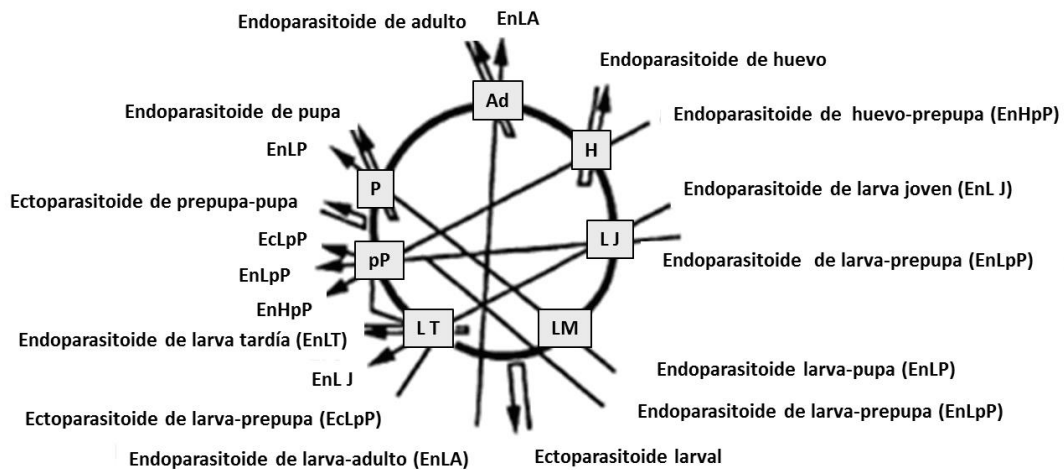 Endoparasitoide de adulto
EnLA
Endoparasitoide de huevo
Ad
Endoparasitoide de pupa
Endoparasitoide de huevo-prepupa (EnHpP)
H
EnLP
P
Endoparasitoide de larva joven (EnL J)
Ectoparasitoide de prepupa-pupa
L J
EcLpP
pP
Endoparasitoide de larva-prepupa (EnLpP)
EnLpP
EnHpP
L T
LM
Endoparasitoide de larva tardía (EnLT)
Endoparasitoide larva-pupa (EnLP)
EnL J
Endoparasitoide de larva-prepupa (EnLpP)
Ectoparasitoide de larva-prepupa (EcLpP)
Endoparasitoide de larva-adulto (EnLA)
Ectoparasitoide larval